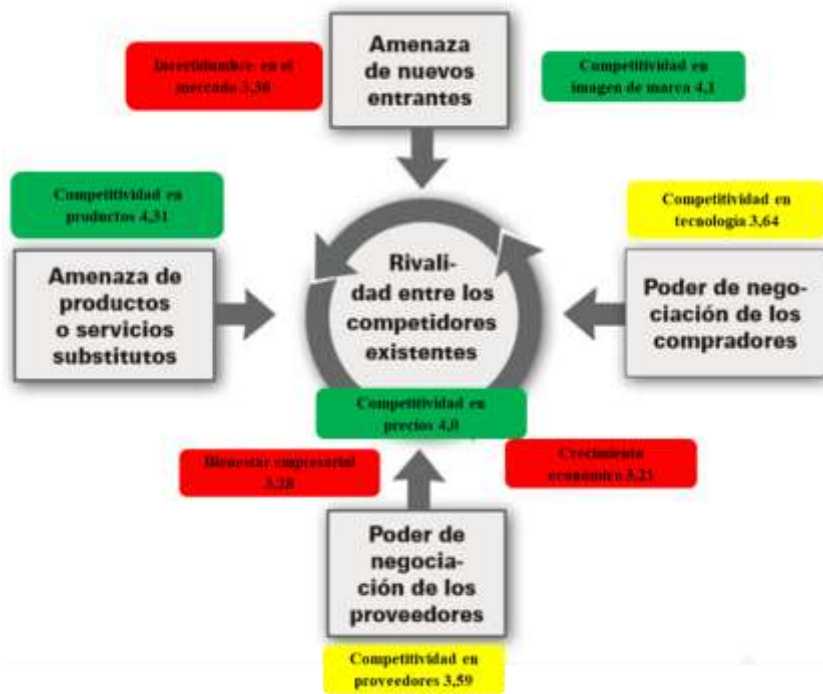 Amenaza
de nuevos
entrantes
Incertidumbre en el
mercado 3,30
Competitividad en
imagen de marca 4,1
Competitividad en
productos 4,31
Competitividad en
tecnología 3,64
Amenaza de
productos
o servicios
substitutos
Rivali-
dad entre los
competidores
existentes
Poder de nego-
ciación de los
compradores
Competitividad en
precios 4,0
Bienestar empresarial
3,28
Crecimiento
económico 3,21
Poder de
negocia-
ción de los
proveedores
Competitividad en
proveedores 3,59